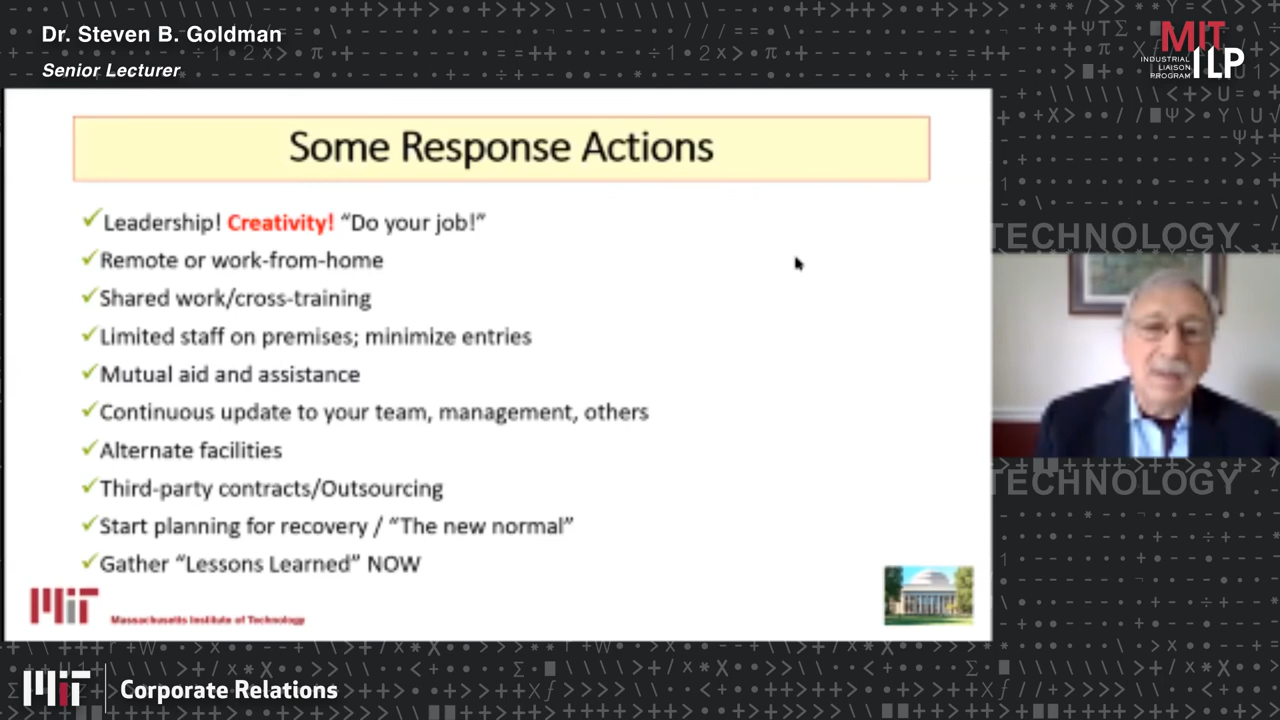 Dr. Steven B. Goldman
Senior Lecturer
MIT
INDUSTRIAL
LIAISON
PROGRAM
ILP
Some Response Actions
Leadership! Creativity! “Do your job!”
Remote or work-from-home
Shared work/cross-training
Limited staff on premises; minimize entries
Mutual aid and assistance
Continuous update to your team, management, others
Alternate facilities
Third-party contracts/Outsourcing
Start planning for recovery / “The new normal”
Gather “Lessons Learned” NOW
MIT
Massachusetts Institute of Technology
TECHNOLOGY
TECHNOLOGY
MIT
Corporate Relations